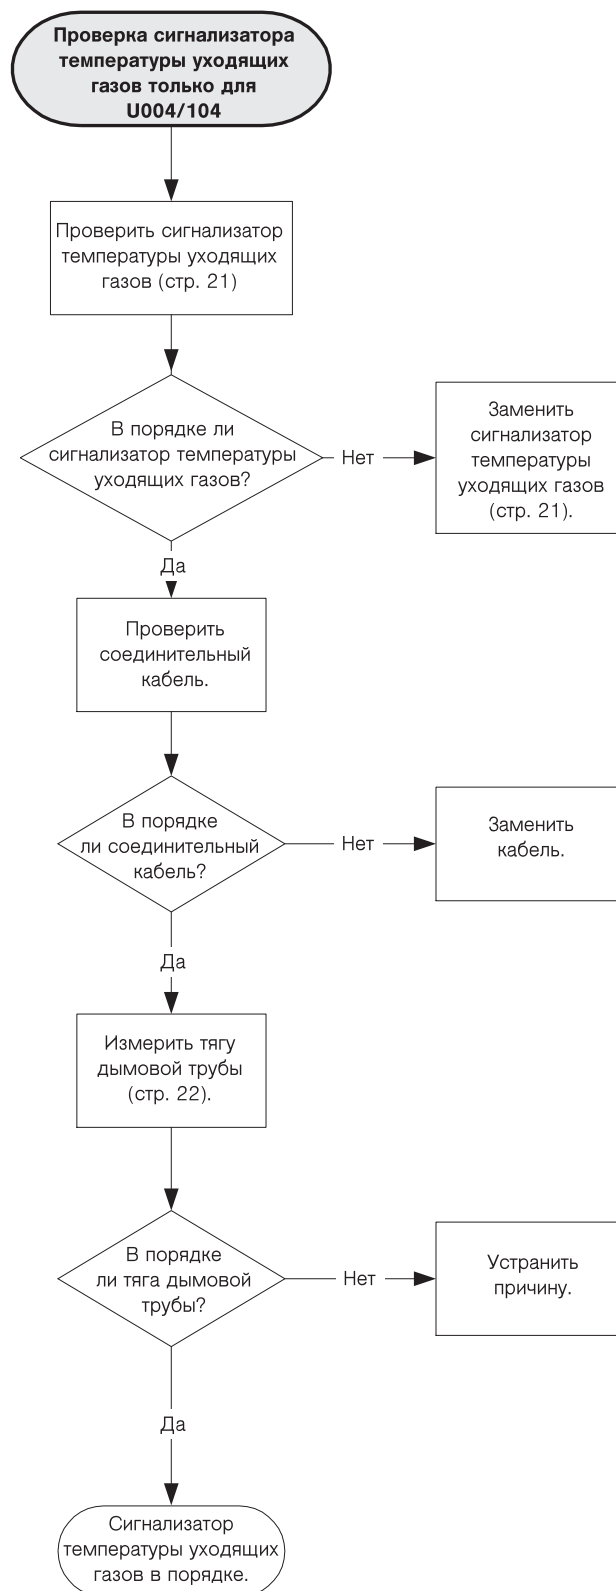 Проверка сигнализатора
температуры уходящих
газов только для
U004/104
Проверить сигнализатор
температуры уходящих
газов (стр. 21)
В порядке ли
сигнализатор температуры
уходящих газов?
Нет
Заменить
сигнализатор
температуры
уходящих газов
(стр. 21).
Да
Проверить
соединительный
кабель.
В порядке
ли соединительный
кабель?
Нет
Заменить
кабель.
Да
Измерить тягу
дымовой трубы
(стр. 22).
В порядке
ли тяга дымовой
трубы?
Нет
Устранить
причину.
Да
Сигнализатор
температуры уходящих
газов в порядке.